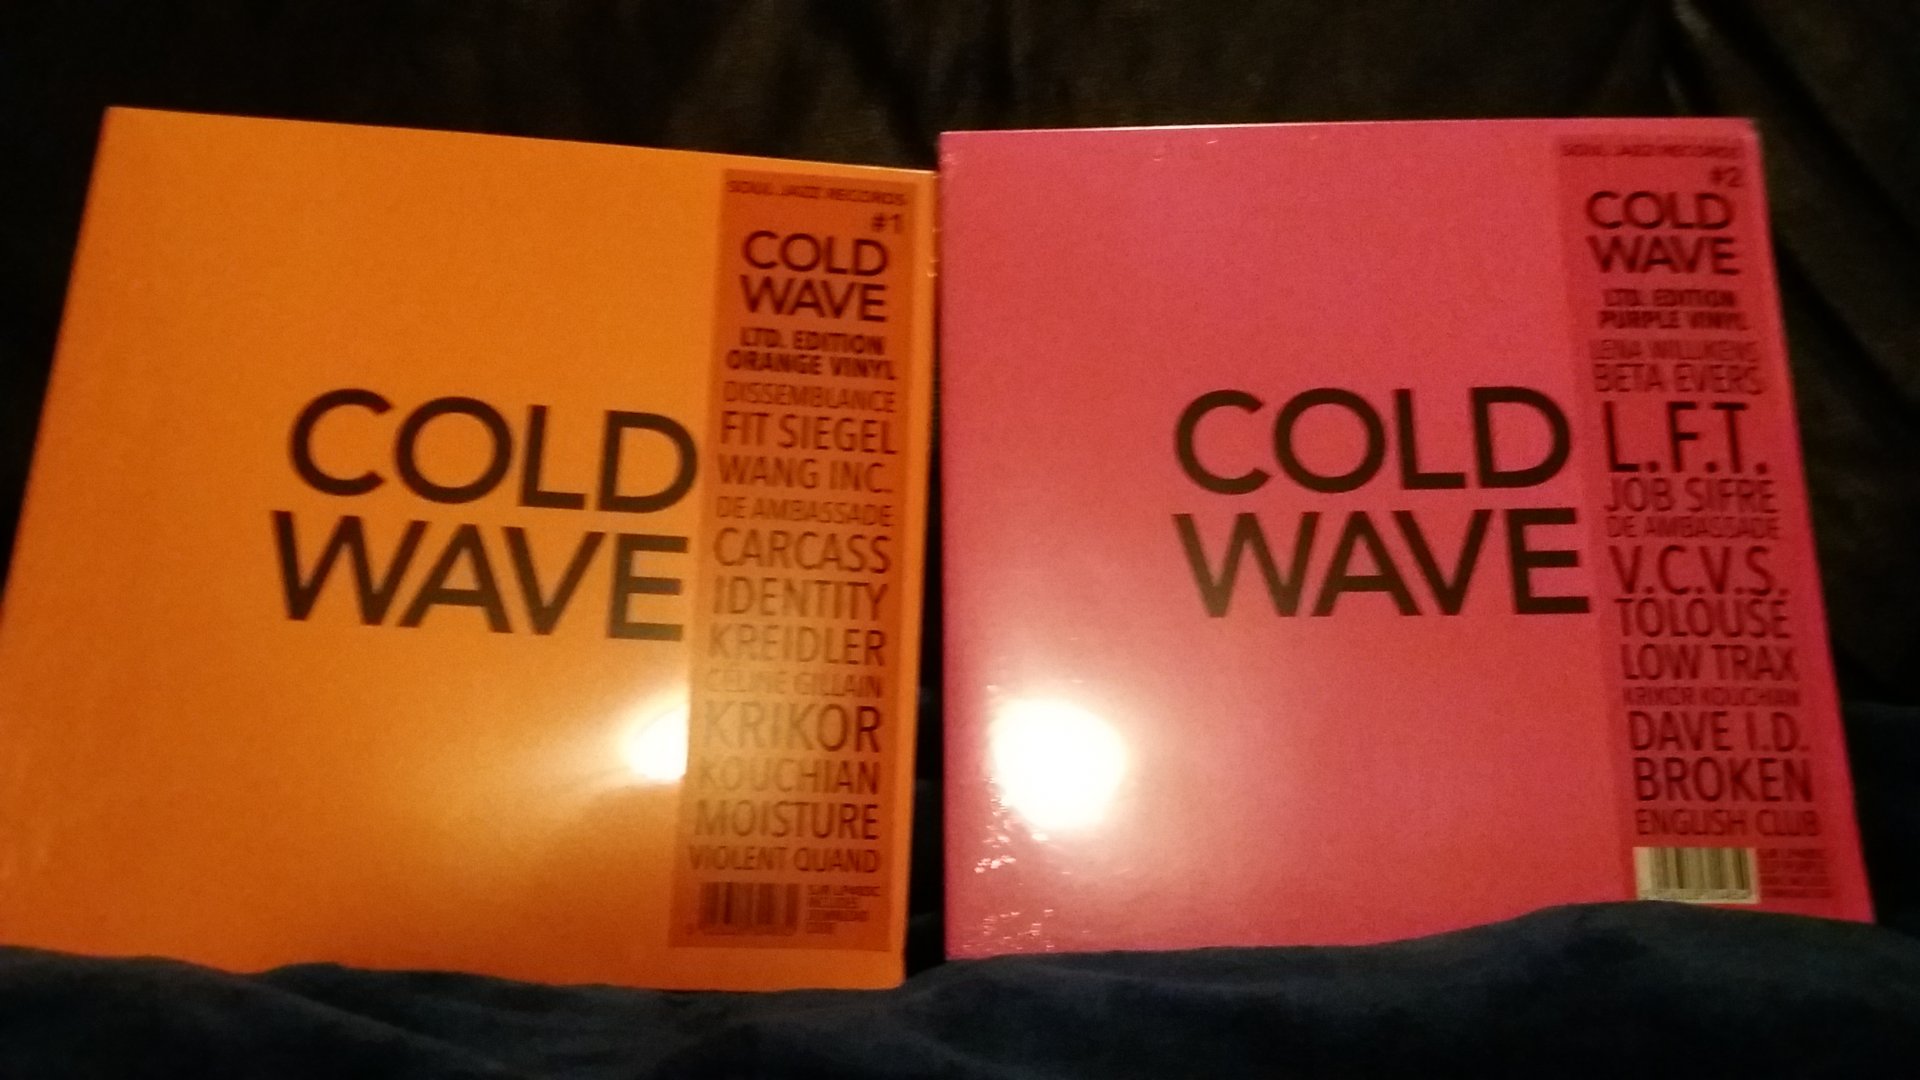 COLD
WAVE
SOUL JAZZ RECORDS
#1
COLD
WAVE
LTD. EDITION
ORANGE VINYL
DISSEMBLANCE
FIT SIEGEL
WANG INC.
DE AMBASSADE
CARCASS
IDENTITY
KREIDLER
CÉLINE GILLAIN
KRIKOR
KOUCHIAN
MOISTURE
VIOLENT QUAND
INCLUDES
DOWNLOAD
CODE
COLD
WAVE
SOUL JAZZ RECORDS
#2
COLD
WAVE
LTD. EDITION
PURPLE VINYL
LENA WILLIKENS
BETA EVERS
L.F.T.
JOB SIFRE
DE AMBASSADE
V.C.V.S.
TOLOUSE
LOW TRAX
KRIKOR KOUCHIAN
DAVE I.D.
BROKEN
ENGLISH CLUB